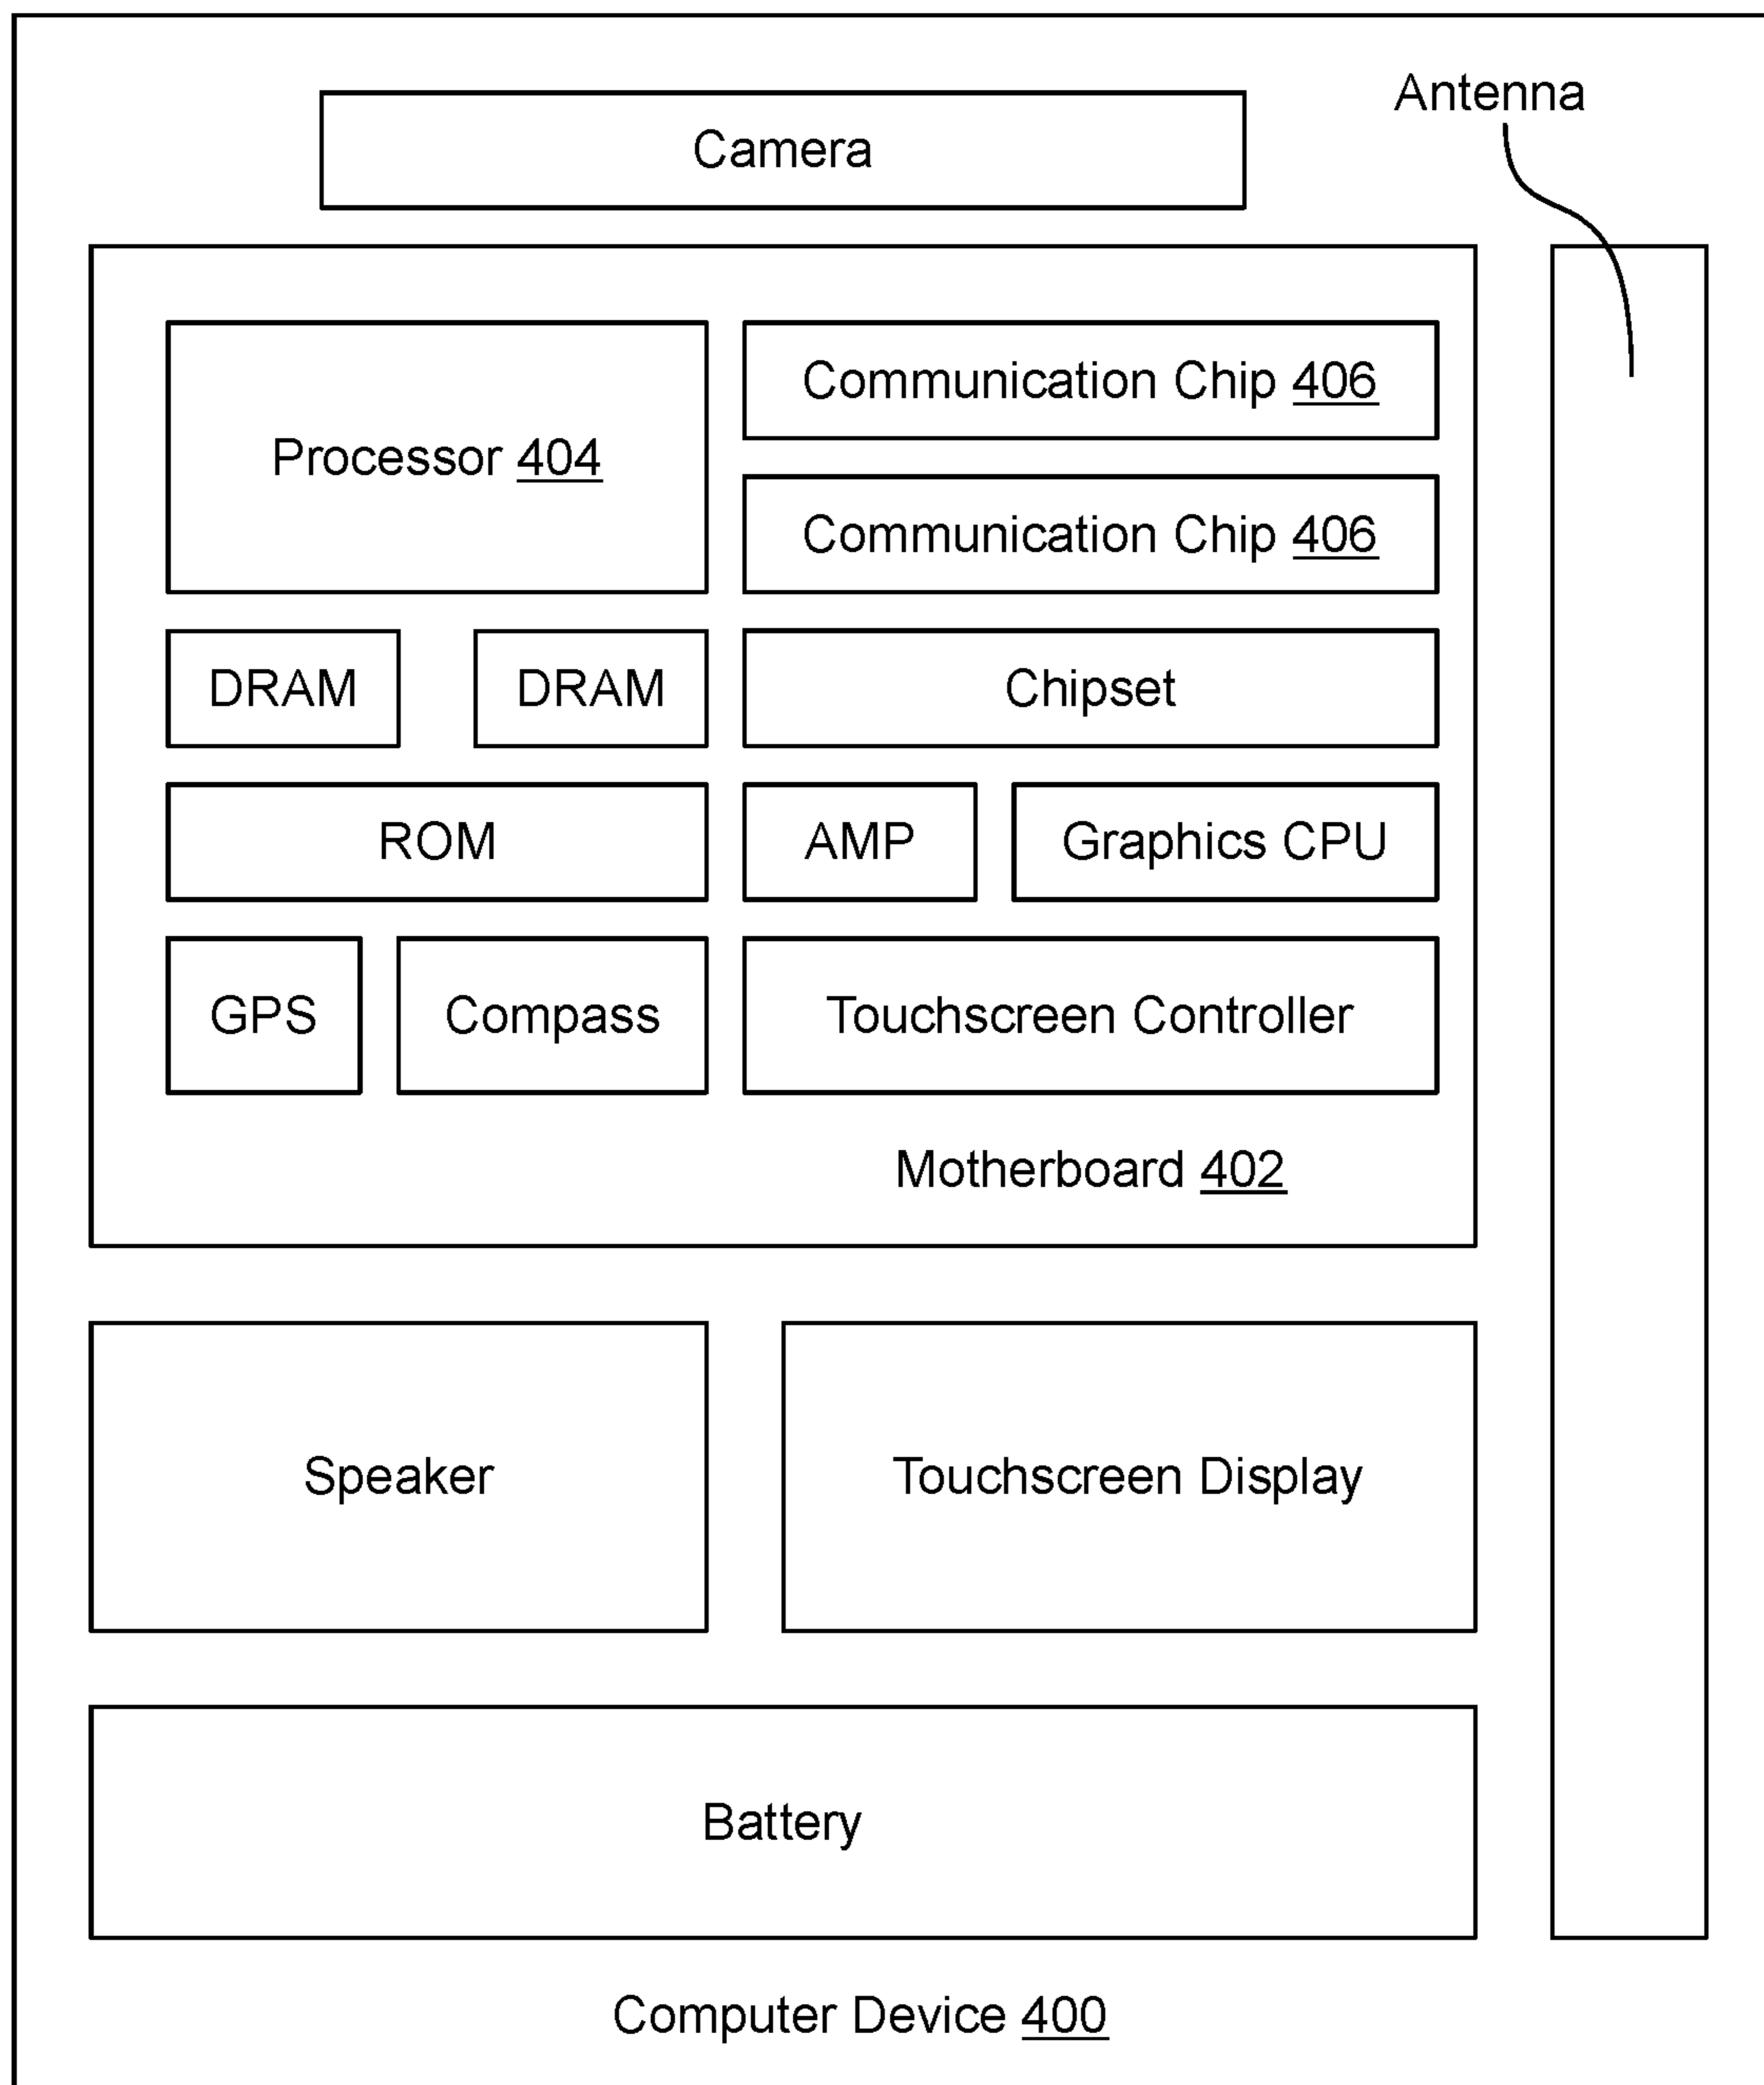 Antenna
Camera
Processor 404
Communication Chip 406
Communication Chip 406
DRAM
DRAM
Chipset
ROM
AMP
Graphics CPU
GPS
Compass
Touchscreen Controller
Motherboard 402
Speaker
Touchscreen Display
Battery
Computer Device 400